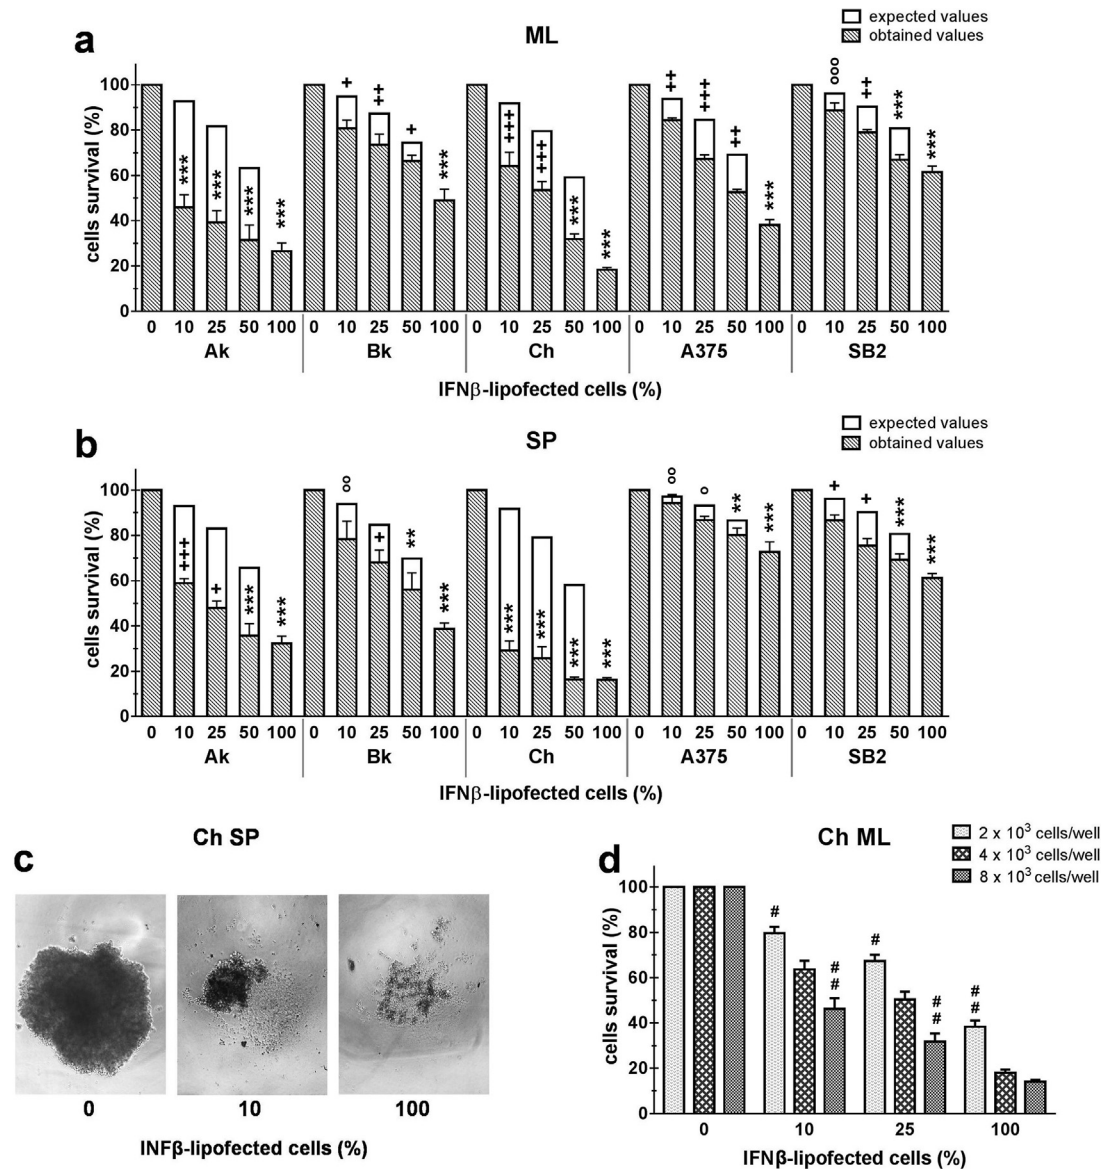 a
ML
expected values
obtained values
cells survival (%)
100
80
60
40
20
0
*** *** *** ***
+ ++ + ***
+++ +++ *** ***
++ +++ ++ ***
ooo ++ *** ***
0 10 25 50 100 0 10 25 50 100 0 10 25 50 100 0 10 25 50 100 0 10 25 50 100
Ak Bk Ch A375 SB2
IFNβ-lipofected cells (%)
b
SP
expected values
obtained values
cells survival (%)
100
80
60
40
20
0
+++ + *** ***
oo + ** ***
*** *** *** ***
oo o ** ***
+ + *** ***
0 10 25 50 100 0 10 25 50 100 0 10 25 50 100 0 10 25 50 100 0 10 25 50 100
Ak Bk Ch A375 SB2
IFNβ-lipofected cells (%)
c
Ch SP
0 10 100
INFβ-lipofected cells (%)
d
Ch ML
2 x 10³ cells/well
4 x 10³ cells/well
8 x 10³ cells/well
cells survival (%)
100
80
60
40
20
0
# ## # ## ##
0 10 25 100
IFNβ-lipofected cells (%)